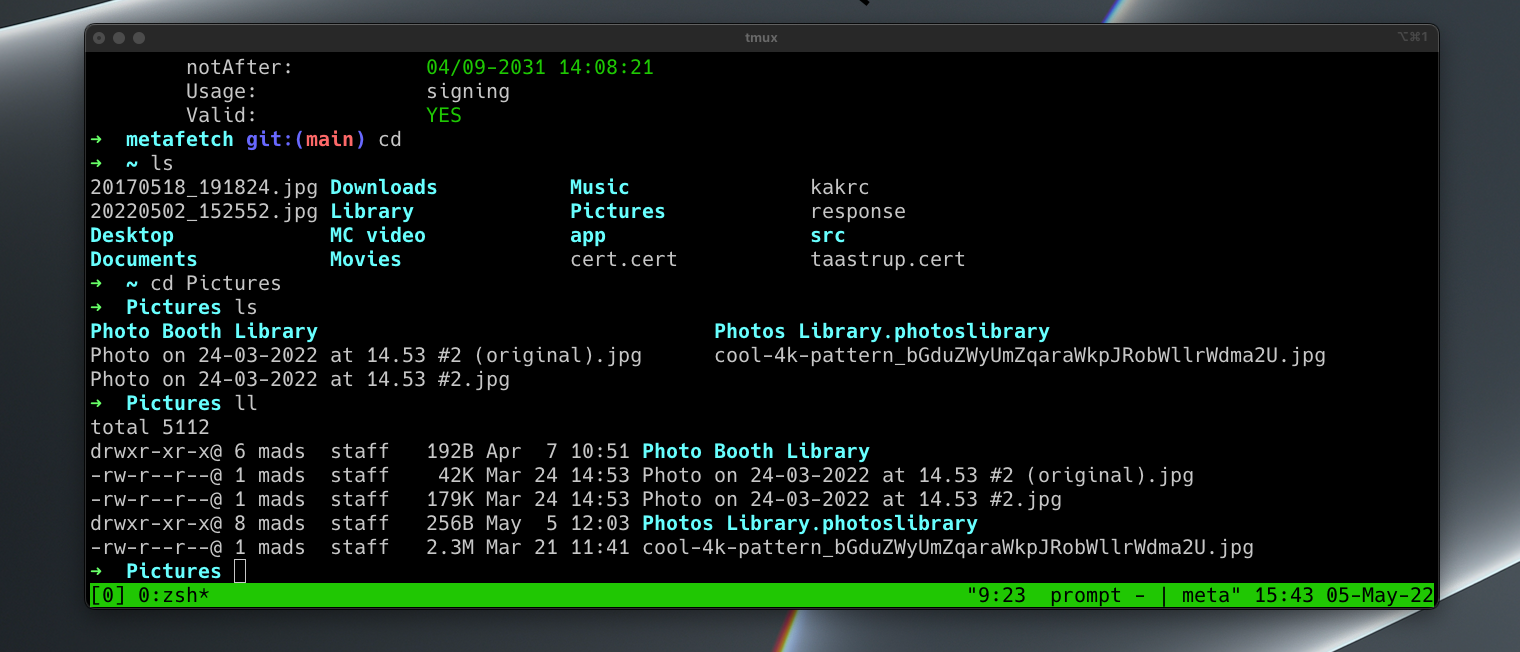 tmux
⌥⌘1
notAfter: 04/09-2031 14:08:21
Usage: signing
Valid: YES
➜ metafetch git:(main) cd
➜ ~ ls
20170518_191824.jpg Downloads Music kakrc
20220502_152552.jpg Library Pictures response
Desktop MC video app src
Documents Movies cert.cert taastrup.cert
➜ ~ cd Pictures
➜ Pictures ls
Photo Booth Library Photos Library.photoslibrary
Photo on 24-03-2022 at 14.53 #2 (original).jpg cool-4k-pattern_bGduZWyUmZqaraWkpJRobWllrWdma2U.jpg
Photo on 24-03-2022 at 14.53 #2.jpg
➜ Pictures ll
total 5112
drwxr-xr-x@ 6 mads staff 192B Apr 7 10:51 Photo Booth Library
-rw-r--r--@ 1 mads staff 42K Mar 24 14:53 Photo on 24-03-2022 at 14.53 #2 (original).jpg
-rw-r--r--@ 1 mads staff 179K Mar 24 14:53 Photo on 24-03-2022 at 14.53 #2.jpg
drwxr-xr-x@ 8 mads staff 256B May 5 12:03 Photos Library.photoslibrary
-rw-r--r--@ 1 mads staff 2.3M Mar 21 11:41 cool-4k-pattern_bGduZWyUmZqaraWkpJRobWllrWdma2U.jpg
➜ Pictures
[0] 0:zsh* "9:23 prompt - | meta" 15:43 05-May-22